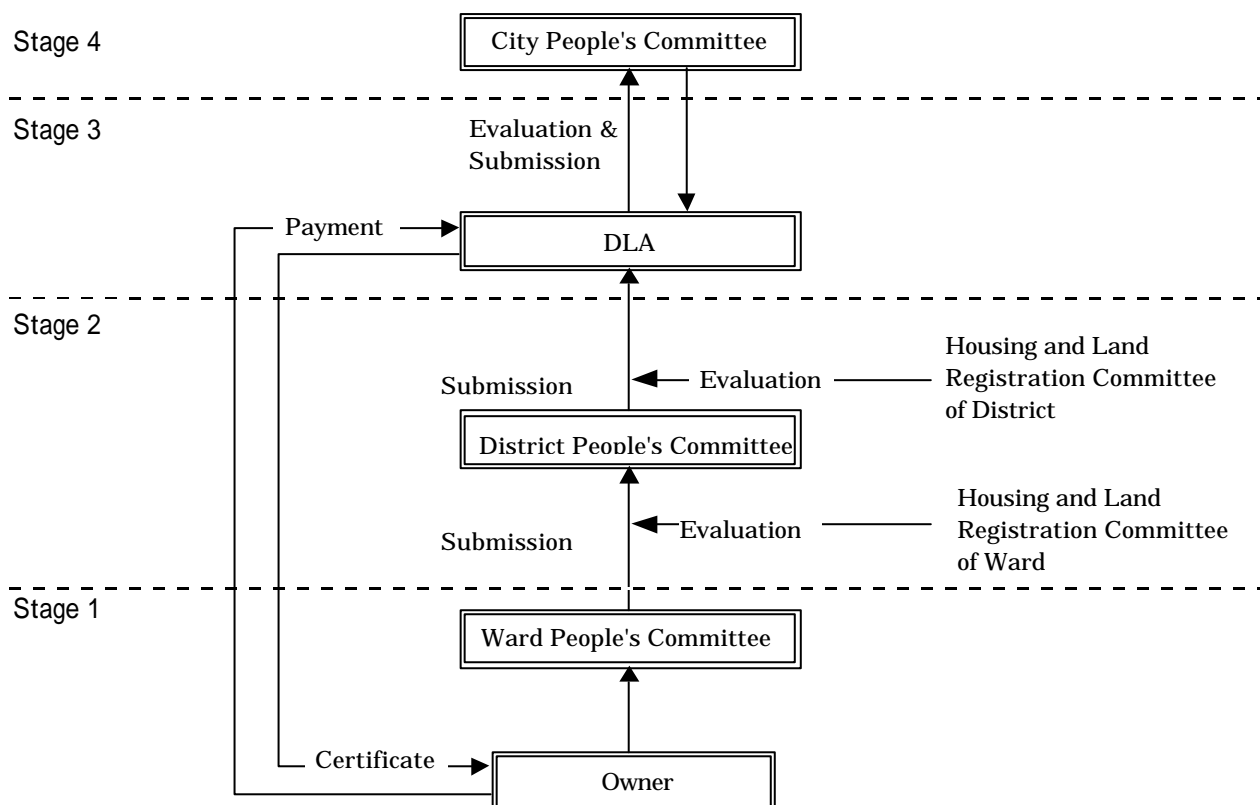 Stage 4
City People's Committee
Stage 3
Evaluation &
Submission
Payment
DLA
Stage 2
Housing and Land
Registration Committee
of District
Evaluation
Submission
District People's Committee
Housing and Land
Registration Committee
of Ward
Evaluation
Submission
Stage 1
Ward People's Committee
Certificate
Owner